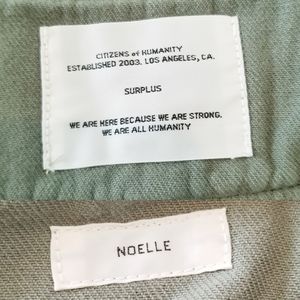 CITIZENS of HUMANITY
ESTABLISHED 2003, LOS ANGELES, CA.
SURPLUS
WE ARE HERE BECAUSE WE ARE STRONG.
WE ARE ALL HUMANITY
NOELLE